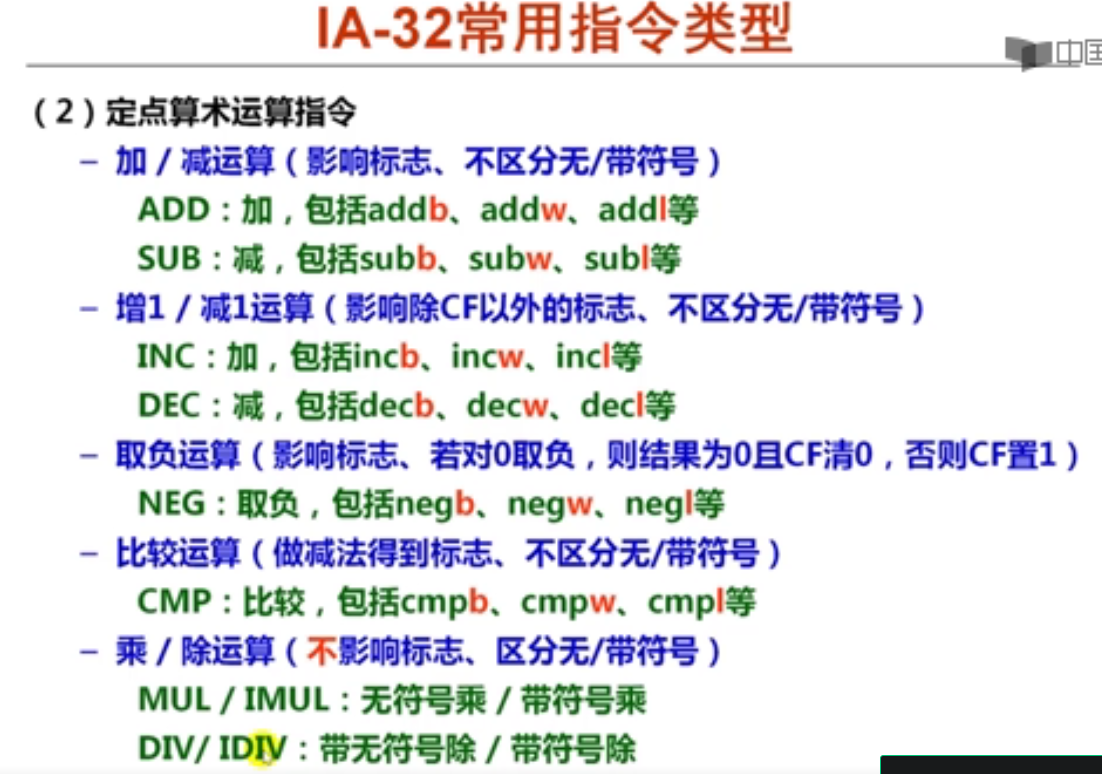 IA-32常用指令类型
中国
（2）定点算术运算指令
– 加 / 减运算（影响标志、不区分无/带符号）
ADD：加，包括addb、addw、addl等
SUB：减，包括subb、subw、subl等
– 增1 / 减1运算（影响除CF以外的标志、不区分无/带符号）
INC：加，包括incb、incw、incl等
DEC：减，包括decb、decw、decl等
– 取负运算（影响标志、若对0取负，则结果为0且CF清0，否则CF置1）
NEG：取负，包括negb、negw、negl等
– 比较运算（做减法得到标志、不区分无/带符号）
CMP：比较，包括cmpb、cmpw、cmpl等
– 乘 / 除运算（不影响标志、区分无/带符号）
MUL / IMUL：无符号乘 / 带符号乘
DIV/ IDIV：带无符号除 / 带符号除